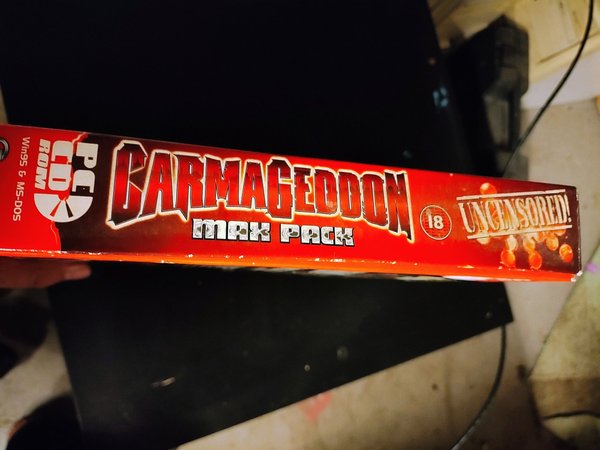 Win95 & MS-DOS
PC
CD
ROM
CARMAGEDDON
MAX PACK
18
UNCENSORED!